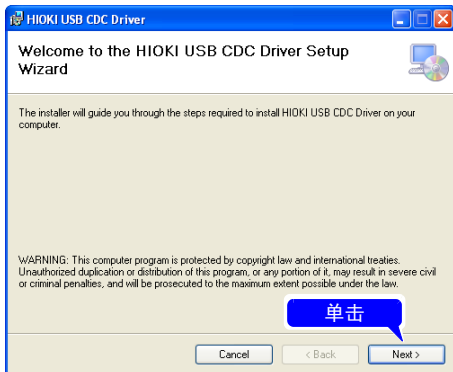 HIOKI USB CDC Driver
Welcome to the HIOKI USB CDC Driver Setup
Wizard
The installer will guide you through the steps required to install HIOKI USB CDC Driver on your
computer.
WARNING: This computer program is protected by copyright law and international treaties.
Unauthorized duplication or distribution of this program, or any portion of it, may result in severe civil
or criminal penalties, and will be prosecuted to the maximum extent possible under the law.
单击
Cancel < Back Next >